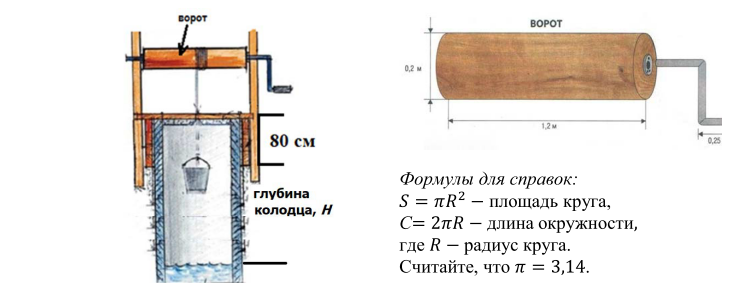 ворот
80 см
глубина
колодца, H
ВОРОТ
0,2 м
1,2 м
0,25
Формулы для справок:
S = πR² − площадь круга,
C= 2πR − длина окружности,
где R − радиус круга.
Считайте, что π = 3,14.